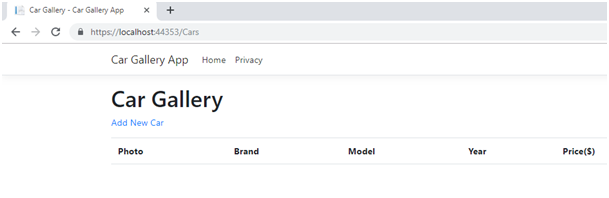 Car Gallery - Car Gallery App
https://localhost:44353/Cars
Car Gallery App Home Privacy
Car Gallery
Add New Car
Photo Brand Model Year Price($)